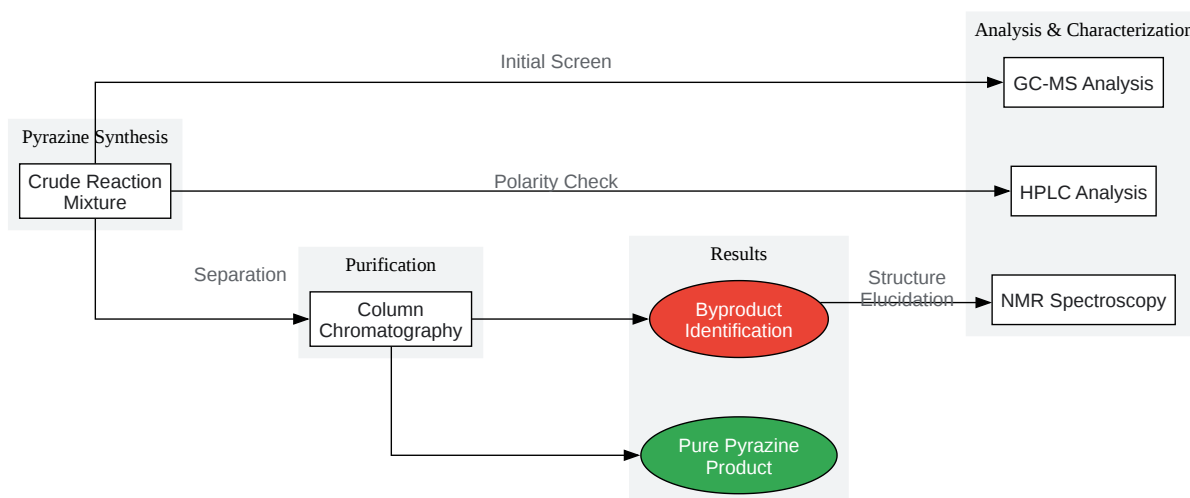 Analysis & Characterization
Initial Screen
GC-MS Analysis
Pyrazine Synthesis
Crude Reaction
Mixture
Polarity Check
HPLC Analysis
Separation
Purification
Column
Chromatography
Results
Byproduct
Identification
Structure
Elucidation
NMR Spectroscopy
Pure Pyrazine
Product